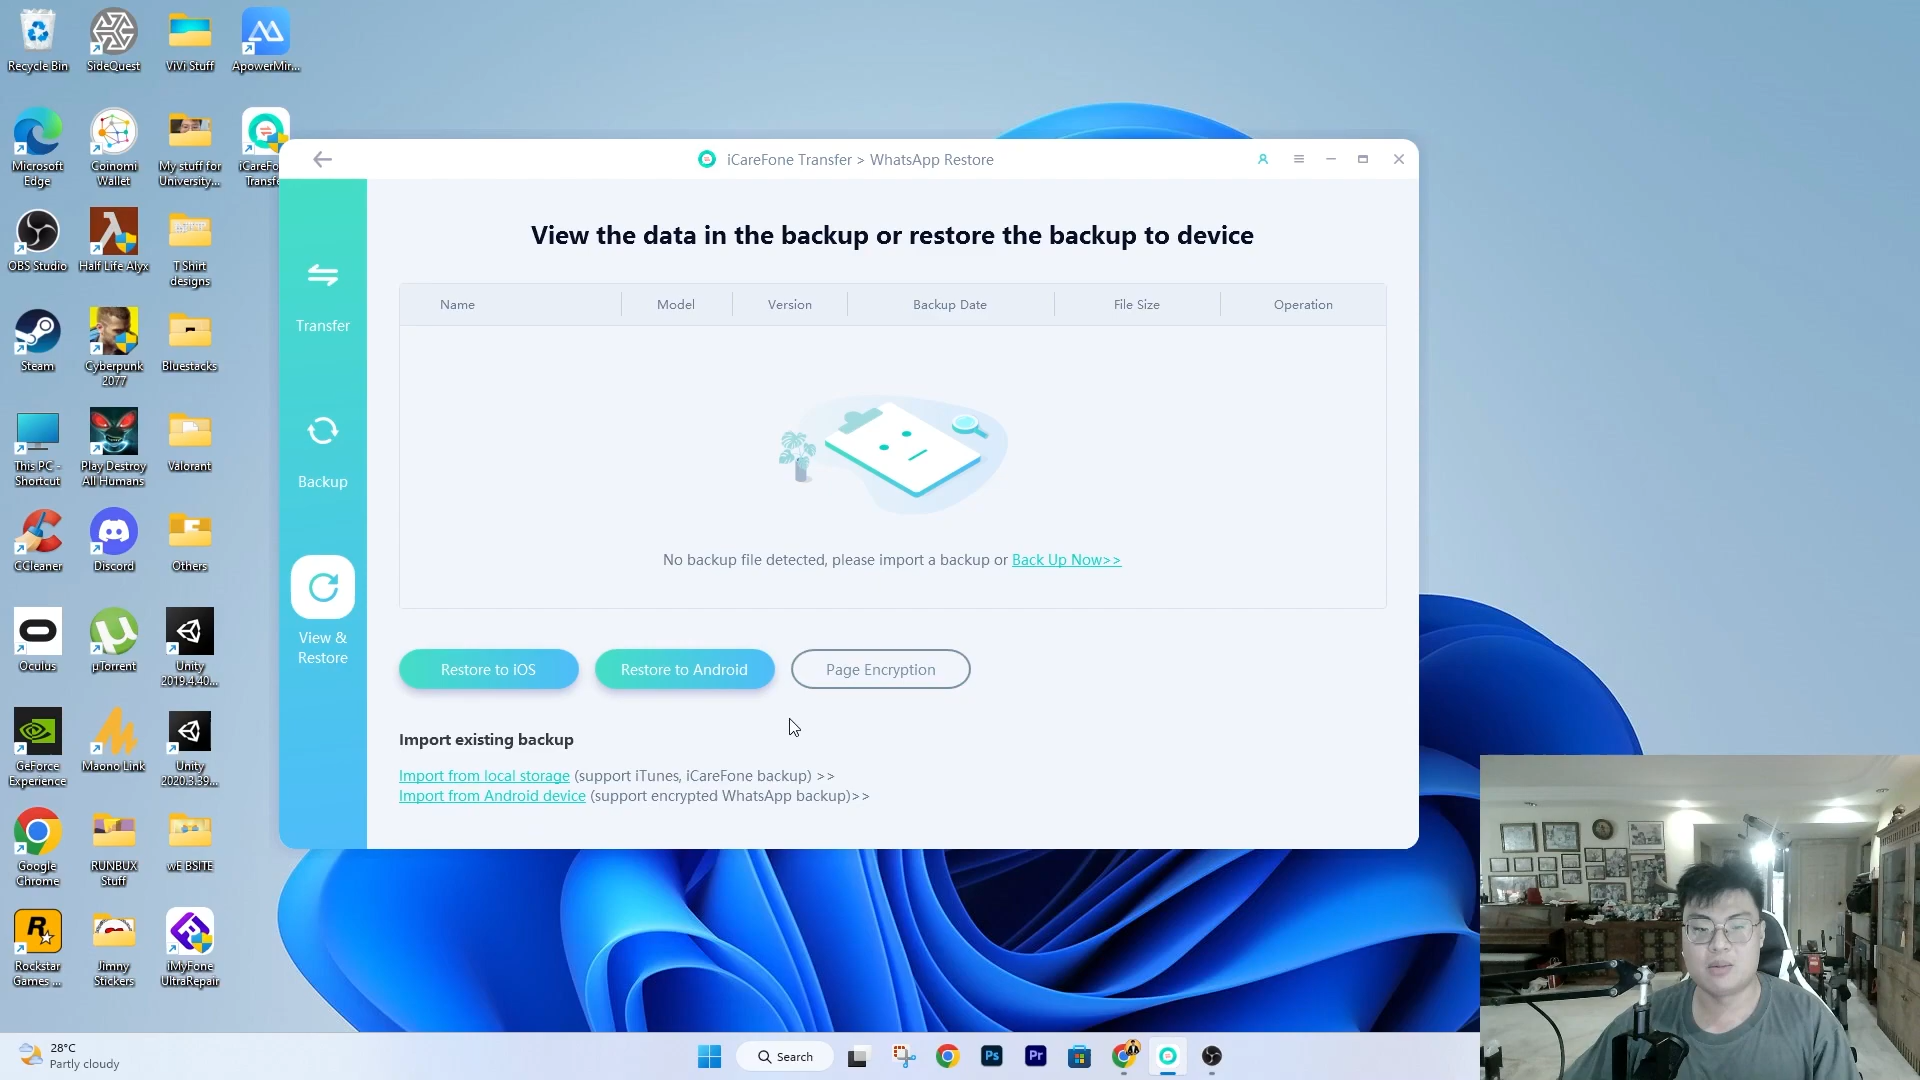 Recycle Bin
SideQuest
ViVi Stuff
ApowerMir...
Microsoft
Edge
Coinomi
Wallet
My stuff for
University...
iCareFo
Transfe
OBS Studio
Half Life Alyx
T Shirt
designs
Steam
Cyberpunk
2077
Bluestacks
This PC -
Shortcut
Play Destroy
All Humans
Valorant
CCleaner
Discord
Others
Oculus
µTorrent
Unity
2019.4.40...
GeForce
Experience
Maono Link
Unity
2020.3.39...
Google
Chrome
RUNBUX
Stuff
wE BSITE
Rockstar
Games ...
Jimny
Stickers
iMyFone
UltraRepair
iCareFone Transfer > WhatsApp Restore
Transfer
Backup
View &
Restore
View the data in the backup or restore the backup to device
Name Model Version Backup Date File Size Operation
No backup file detected, please import a backup or Back Up Now>>
Restore to iOS Restore to Android Page Encryption
Import existing backup
Import from local storage (support iTunes, iCareFone backup) >>
Import from Android device (support encrypted WhatsApp backup)>>
28°C
Partly cloudy
Search
Ps
Pr